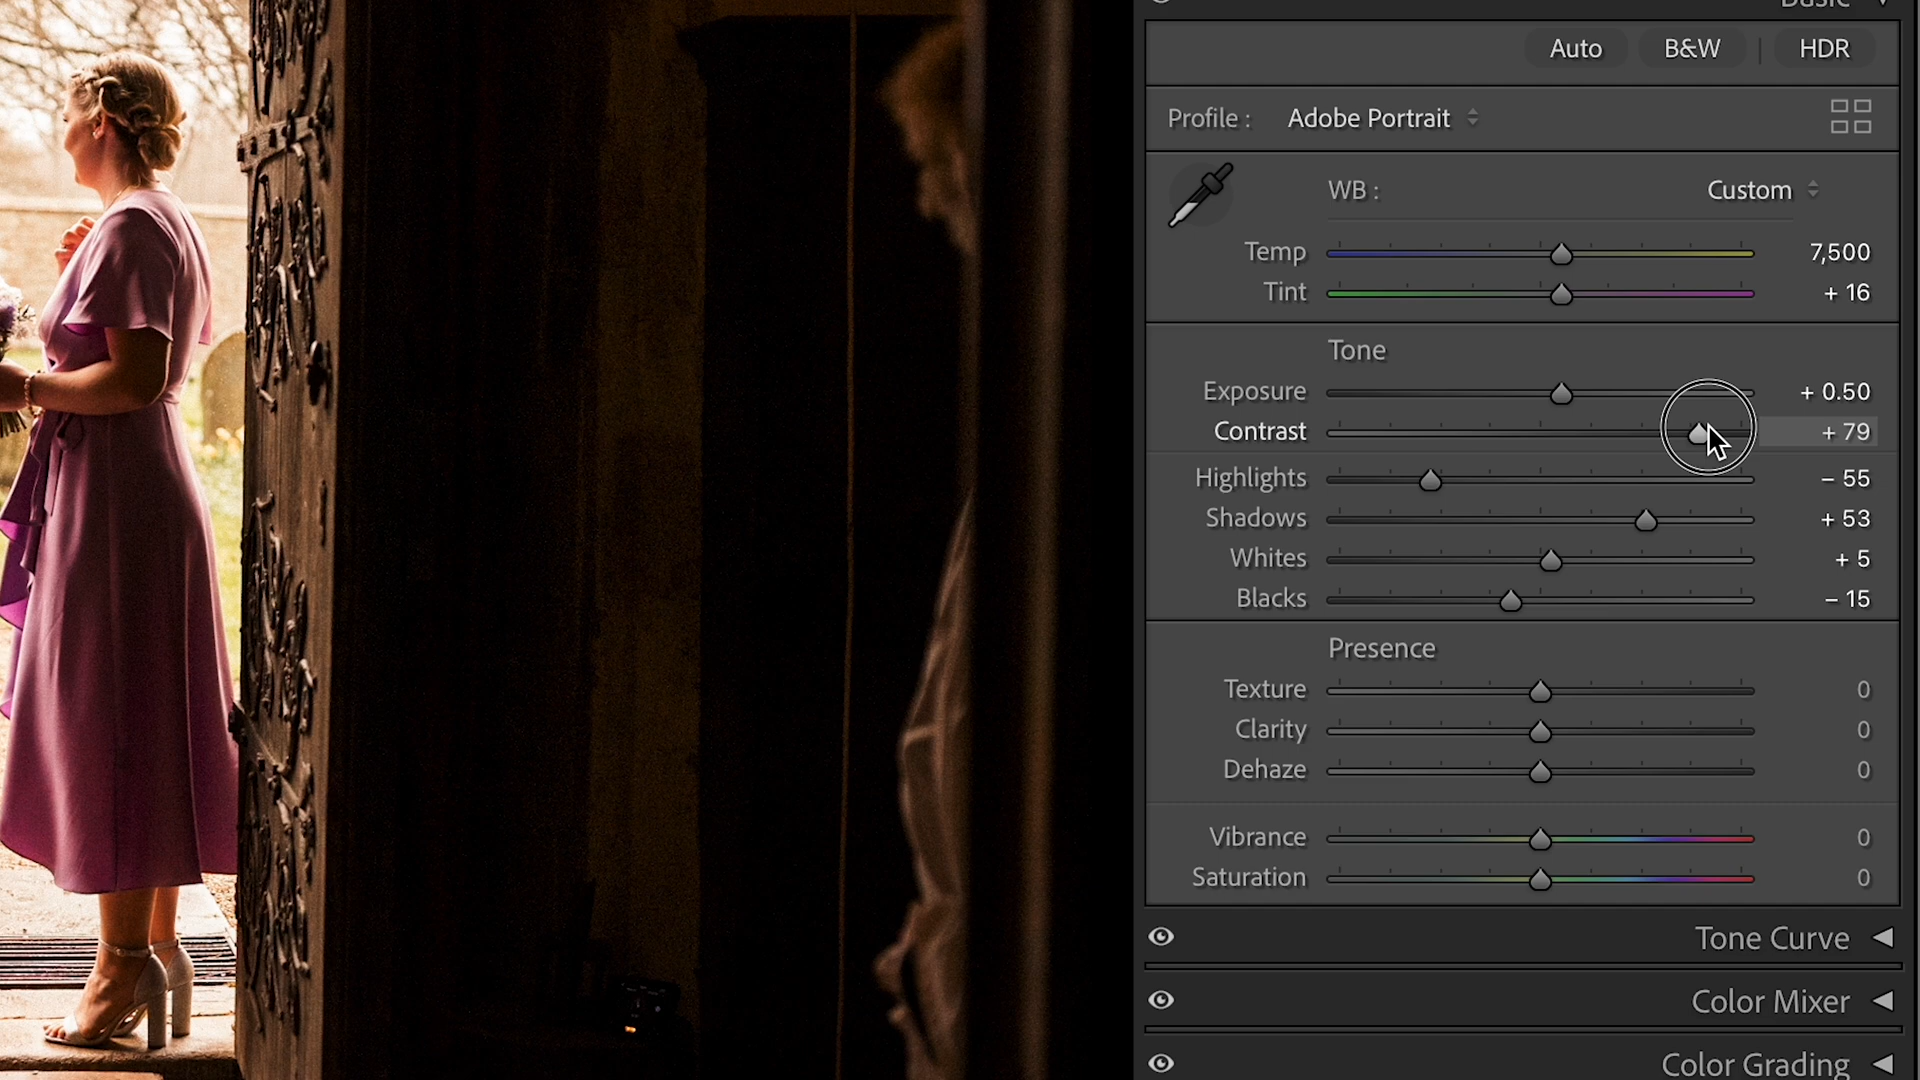 Basic
Auto B&W HDR
Profile : Adobe Portrait
WB : Custom
Temp 7,500
Tint + 16
Tone
Exposure + 0.50
Contrast + 79
Highlights – 55
Shadows + 53
Whites + 5
Blacks – 15
Presence
Texture 0
Clarity 0
Dehaze 0
Vibrance 0
Saturation 0
Tone Curve
Color Mixer
Color Grading